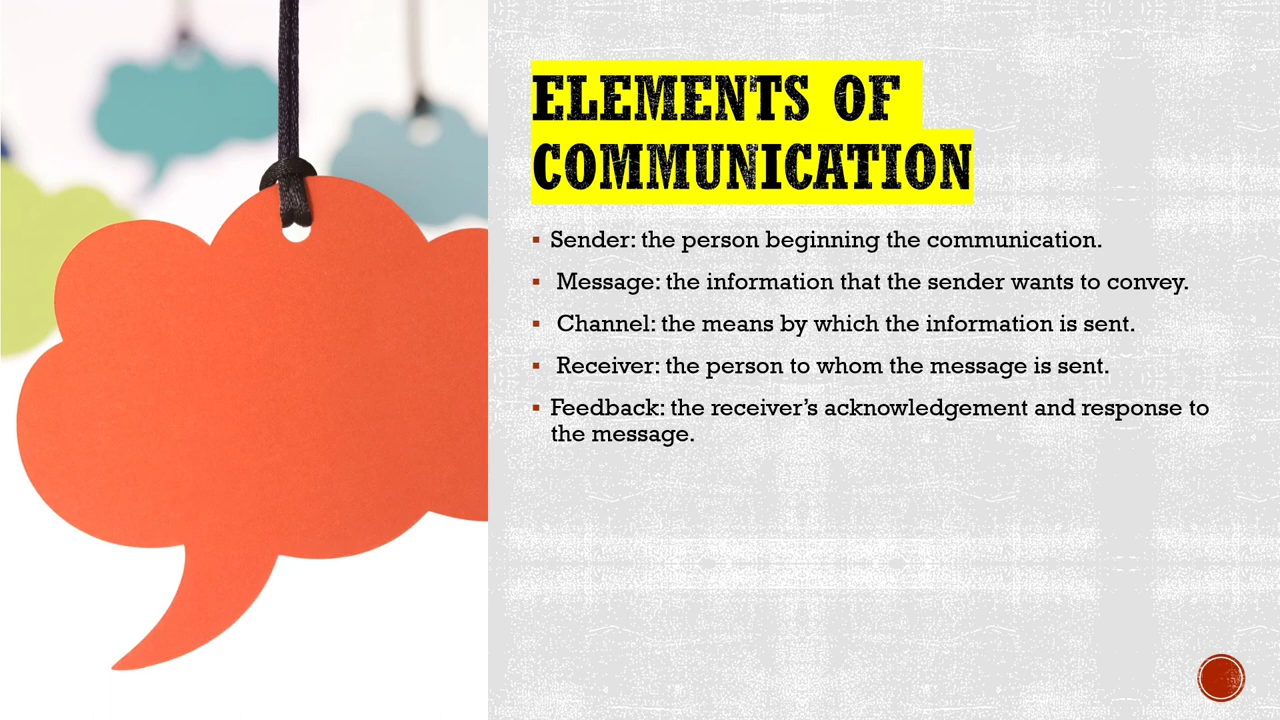 ELEMENTS OF
COMMUNICATION
▪ Sender: the person beginning the communication.
▪ Message: the information that the sender wants to convey.
▪ Channel: the means by which the information is sent.
▪ Receiver: the person to whom the message is sent.
▪ Feedback: the receiver’s acknowledgement and response to
the message.